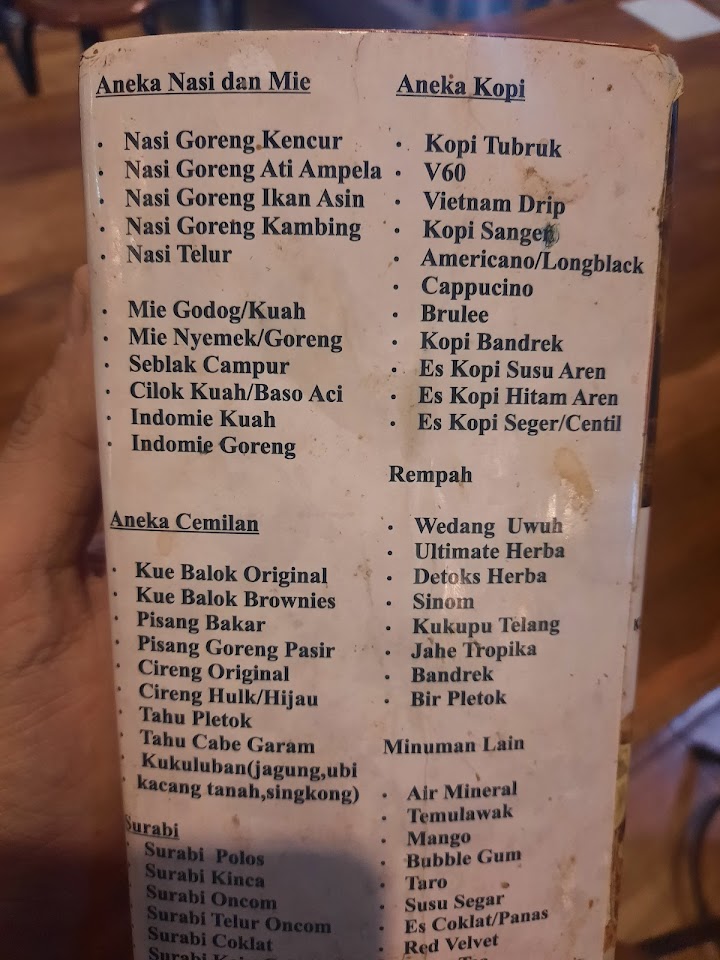 Aneka Nasi dan Mie
Nasi Goreng Kencur
Nasi Goreng Ati Ampela
Nasi Goreng Ikan Asin
Nasi Goreng Kambing
Nasi Telur
Mie Godog/Kuah
Mie Nyemek/Goreng
Seblak Campur
Cilok Kuah/Baso Aci
Indomie Kuah
Indomie Goreng
Aneka Cemilan
Kue Balok Original
Kue Balok Brownies
Pisang Bakar
Pisang Goreng Pasir
Cireng Original
Cireng Hulk/Hijau
Tahu Pletok
Tahu Cabe Garam
Kukuluban(jagung,ubi
kacang tanah,singkong)
Surabi
Surabi Polos
Surabi Kinca
Surabi Oncom
Surabi Telur Oncom
Surabi Coklat
Surabi
Aneka Kopi
Kopi Tubruk
V60
Vietnam Drip
Kopi Sanger
Americano/Longblack
Cappucino
Brulee
Kopi Bandrek
Es Kopi Susu Aren
Es Kopi Hitam Aren
Es Kopi Seger/Centil
Rempah
Wedang Uwuh
Ultimate Herba
Detoks Herba
Sinom
Kukupu Telang
Jahe Tropika
Bandrek
Bir Pletok
Minuman Lain
Air Mineral
Temulawak
Mango
Bubble Gum
Taro
Susu Segar
Es Coklat/Panas
Red Velvet